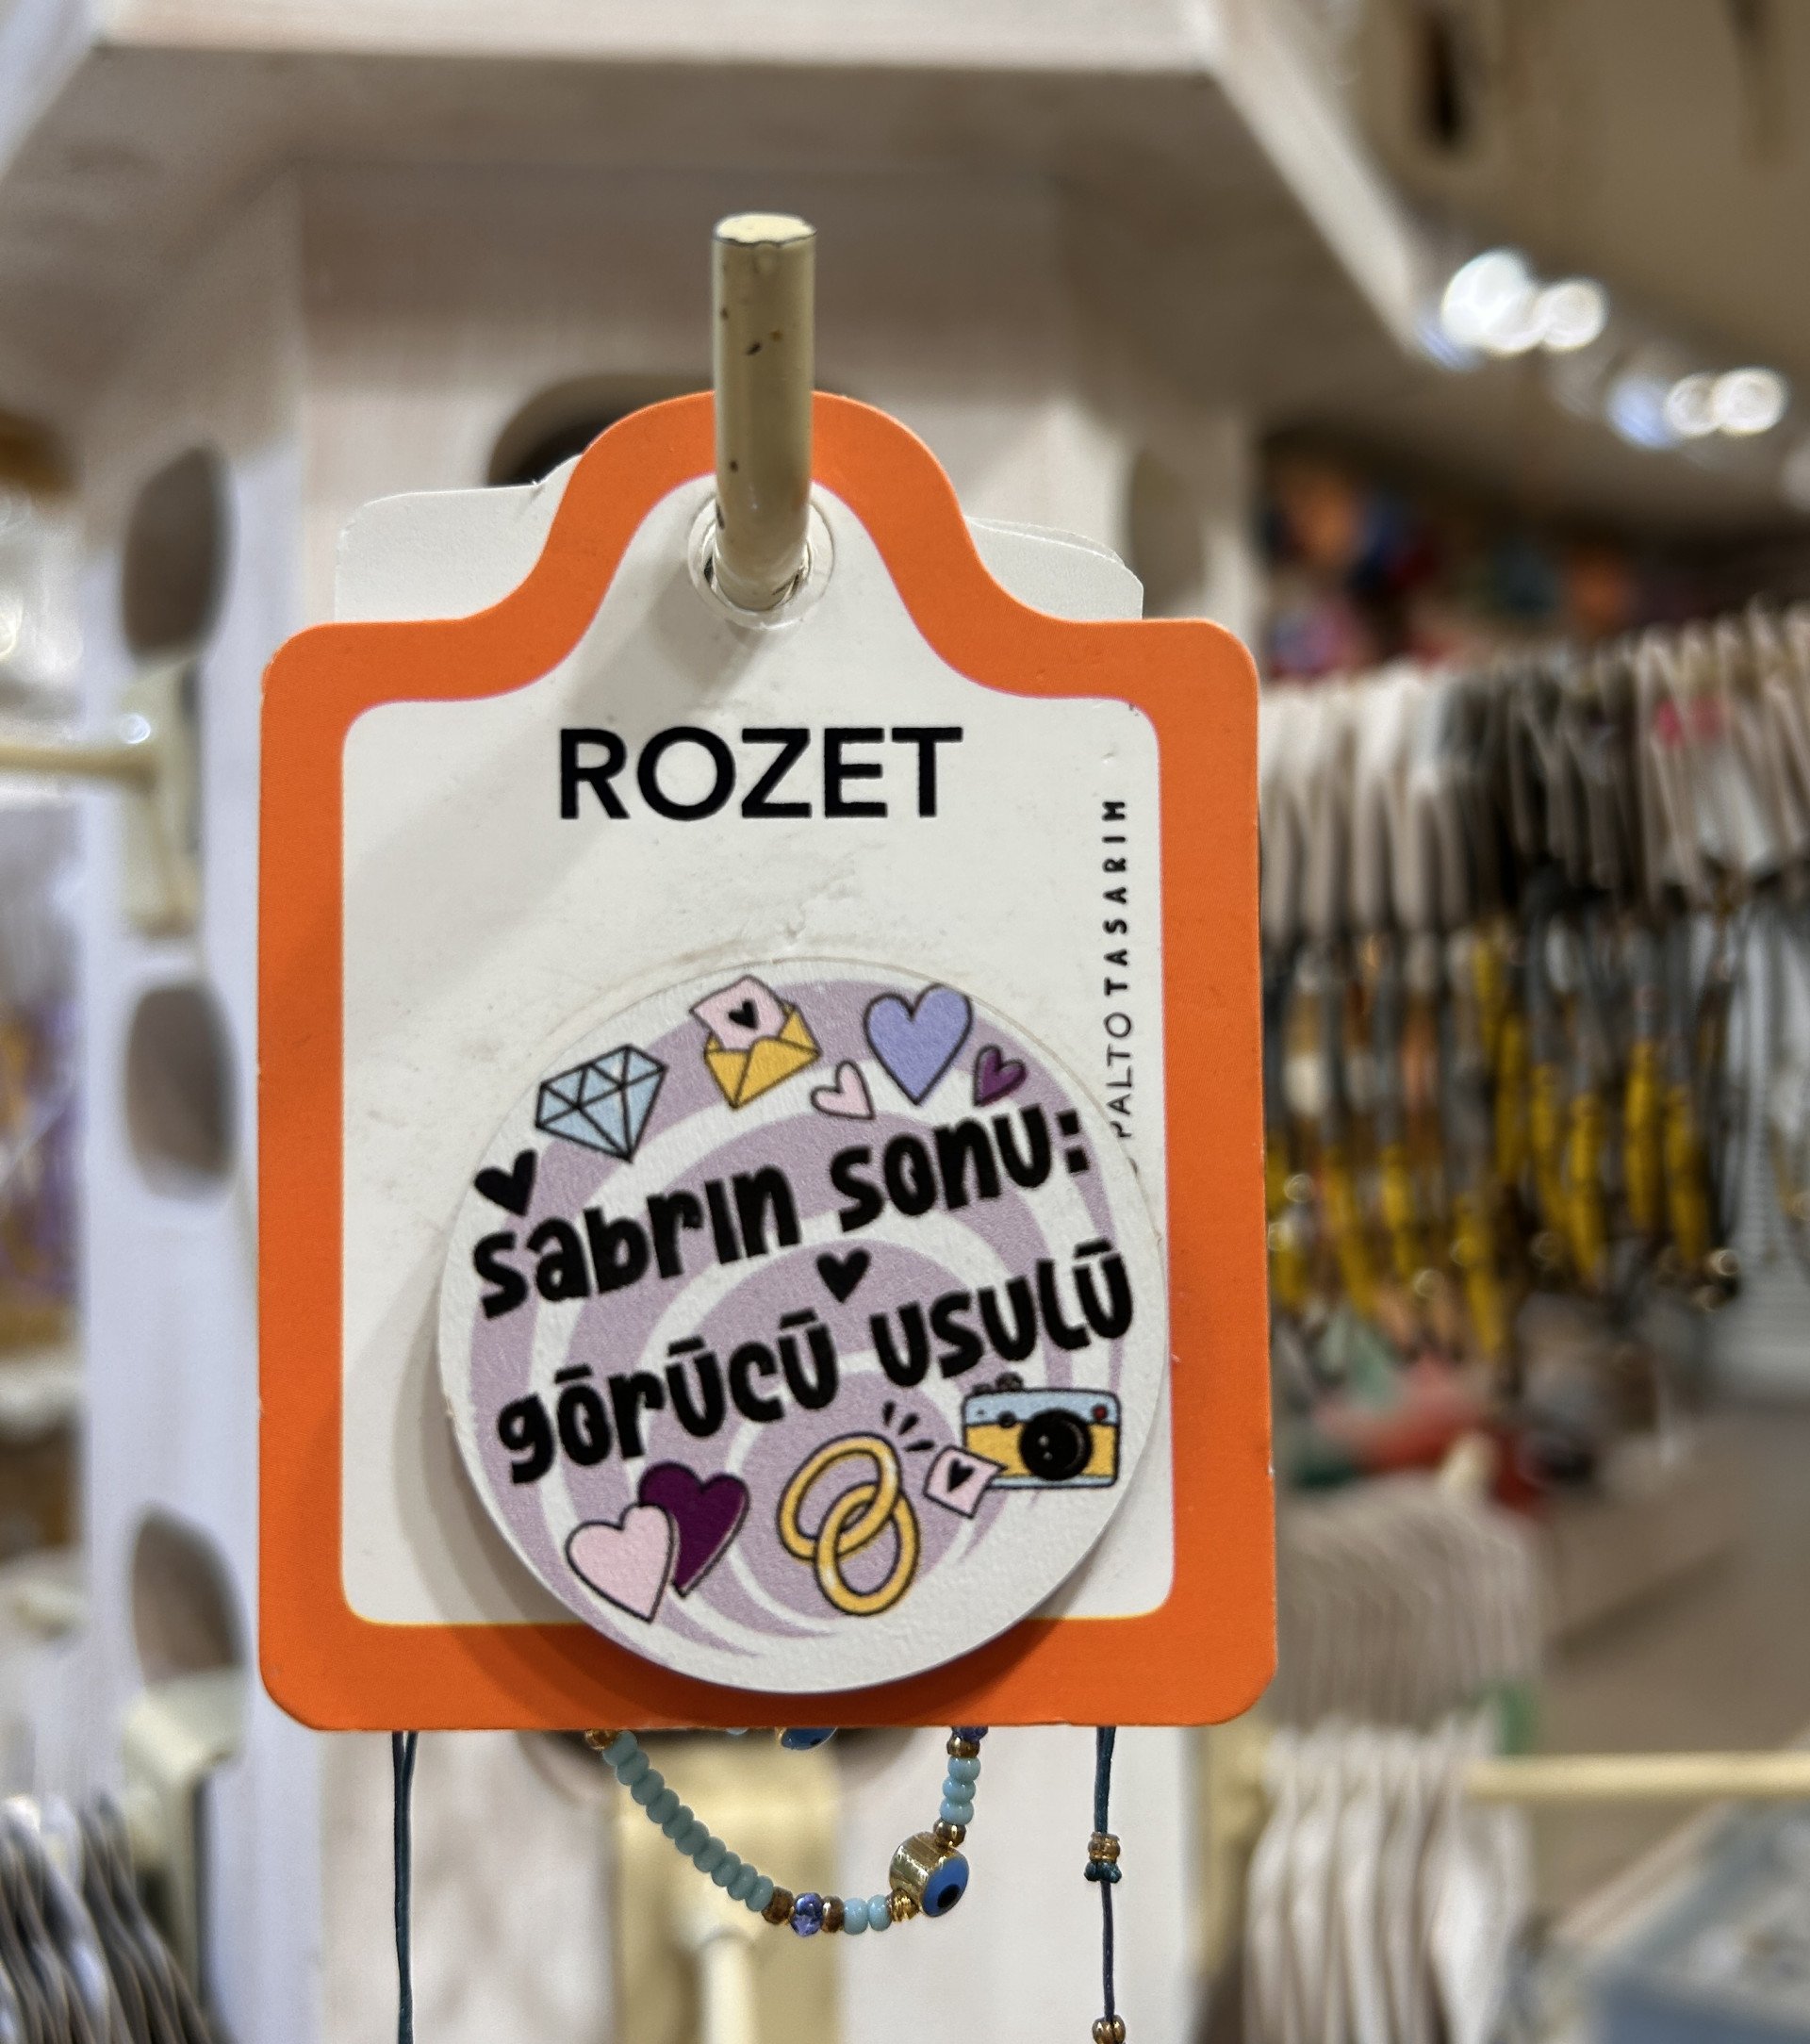 ROZET
PALTO TASARIM
sabrın sonu:
görücü usulü